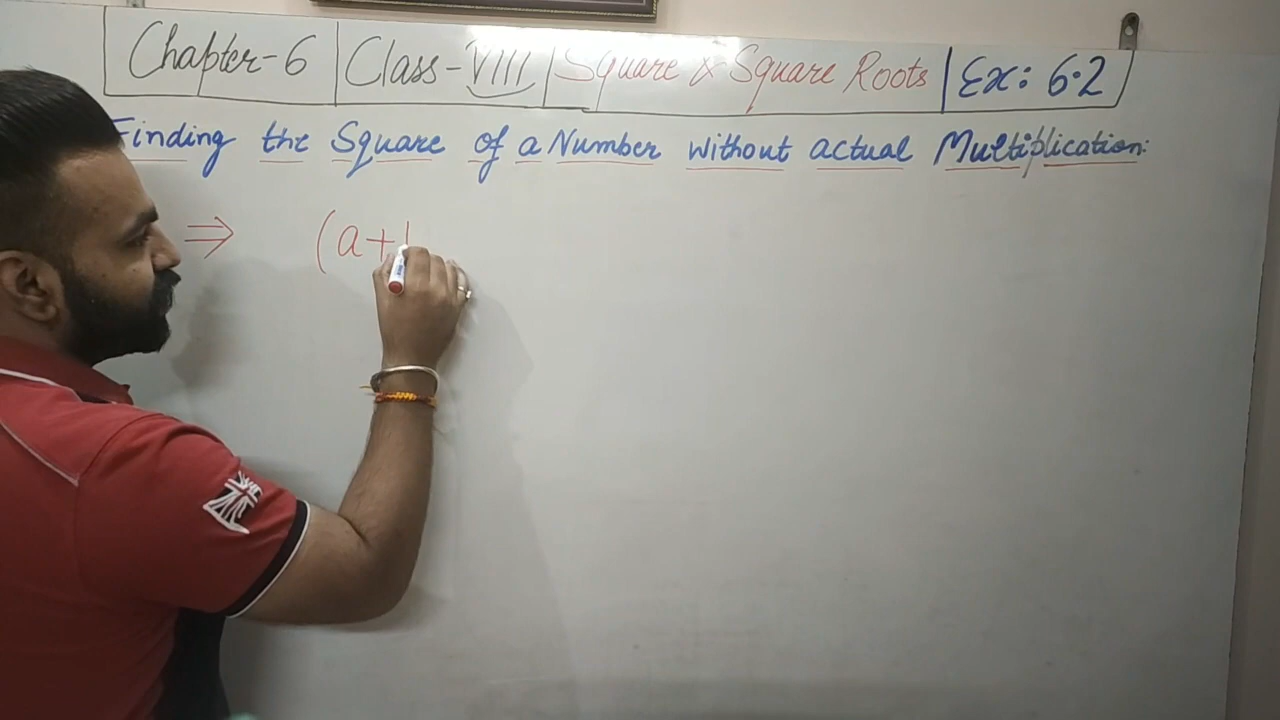 Chapter-6 Class-VIII Square & Square Roots Ex: 6.2
Finding the Square of a Number without actual Multiplication:
⇒ (a+